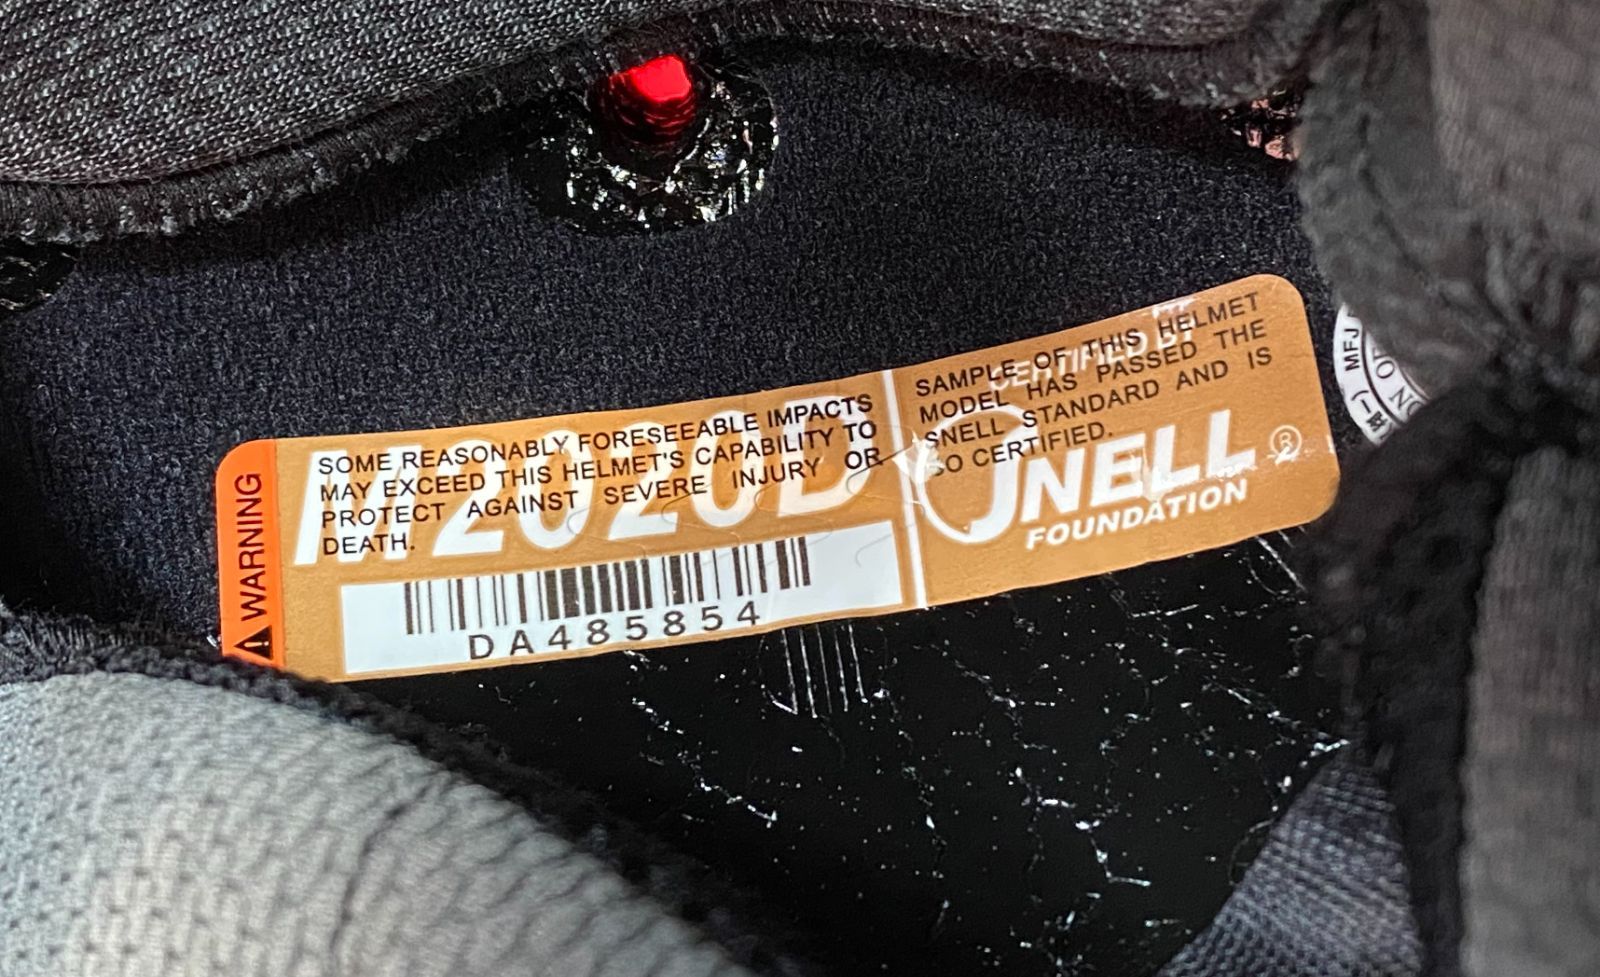 WARNING
M2020D
SOME REASONABLY FORESEEABLE IMPACTS
MAY EXCEED THIS HELMET'S CAPABILITY TO
PROTECT AGAINST SEVERE INJURY OR
DEATH.
DA485854
CERTIFIED BY
SAMPLE OF THIS HELMET
MODEL HAS PASSED THE
SNELL STANDARD AND IS
SO CERTIFIED.
SNELL®
FOUNDATION
MFJ